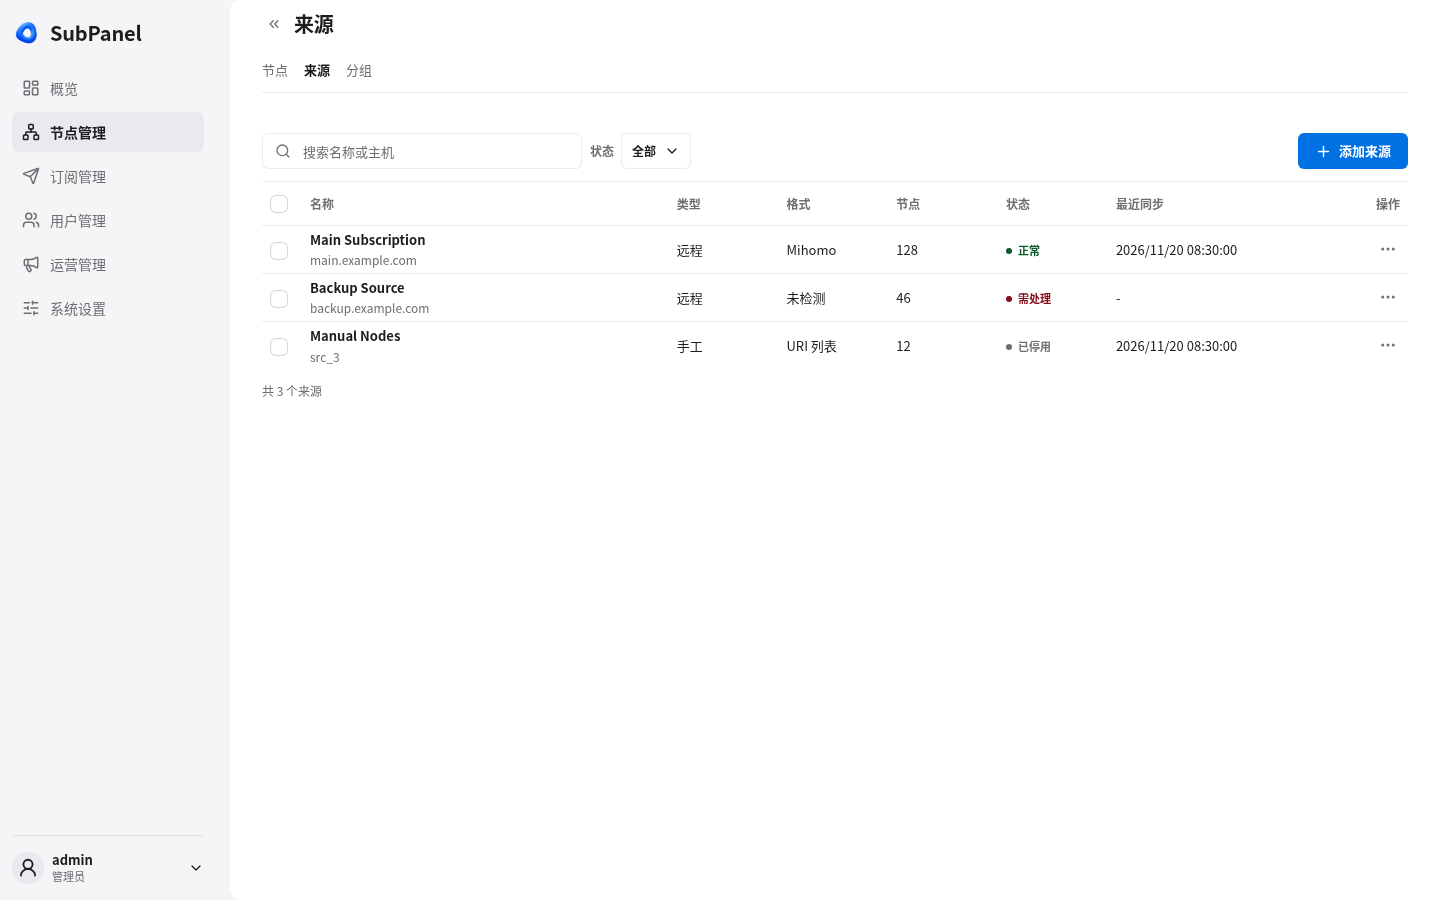 SubPanel
概览
节点管理
订阅管理
用户管理
运营管理
系统设置
admin
管理员
来源
节点 来源 分组
搜索名称或主机 状态 全部 添加来源
名称 类型 格式 节点 状态 最近同步 操作
Main Subscription
main.example.com
远程 Mihomo 128 正常 2026/11/20 08:30:00
Backup Source
backup.example.com
远程 未检测 46 需处理 -
Manual Nodes
src_3
手工 URI 列表 12 已停用 2026/11/20 08:30:00
共 3 个来源